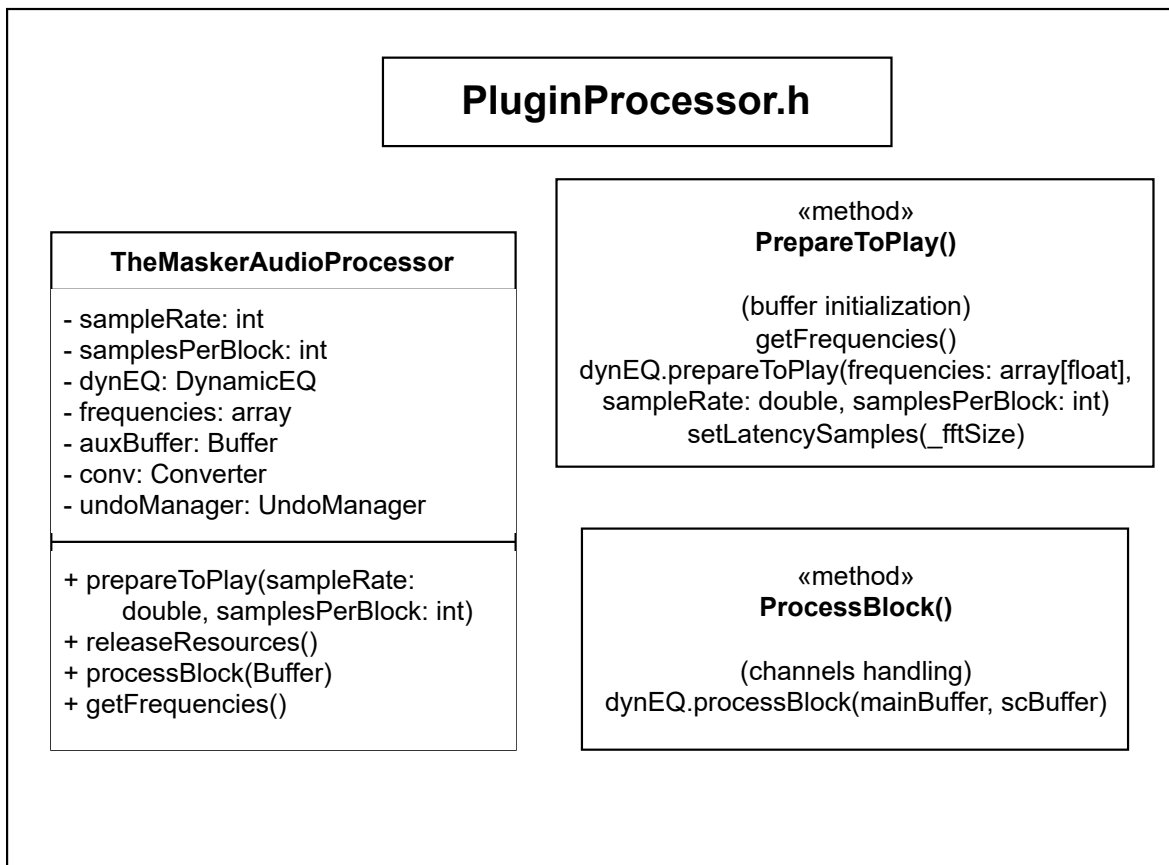 PluginProcessor.h
TheMaskerAudioProcessor
- sampleRate: int
- samplesPerBlock: int
- dynEQ: DynamicEQ
- frequencies: array
- auxBuffer: Buffer
- conv: Converter
- undoManager: UndoManager
+ prepareToPlay(sampleRate:
double, samplesPerBlock: int)
+ releaseResources()
+ processBlock(Buffer)
+ getFrequencies()
«method»
PrepareToPlay()
(buffer initialization)
getFrequencies()
dynEQ.prepareToPlay(frequencies: array[float],
sampleRate: double, samplesPerBlock: int)
setLatencySamples(_fftSize)
«method»
ProcessBlock()
(channels handling)
dynEQ.processBlock(mainBuffer, scBuffer)